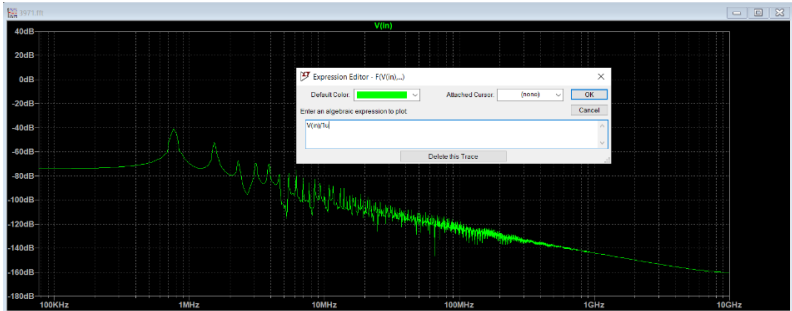 V(in)
40dB
20dB
0dB
-20dB
-40dB
-60dB
-80dB
-100dB
-120dB
-140dB
-160dB
-180dB
Expression Editor - F(V(in),...)
Default Color:
Attached Cursor:
(none)
OK
Enter an algebraic expression to plot
Cancel
V(in)/1u
Delete this Trace
100KHz
1MHz
10MHz
100MHz
1GHz
10GHz